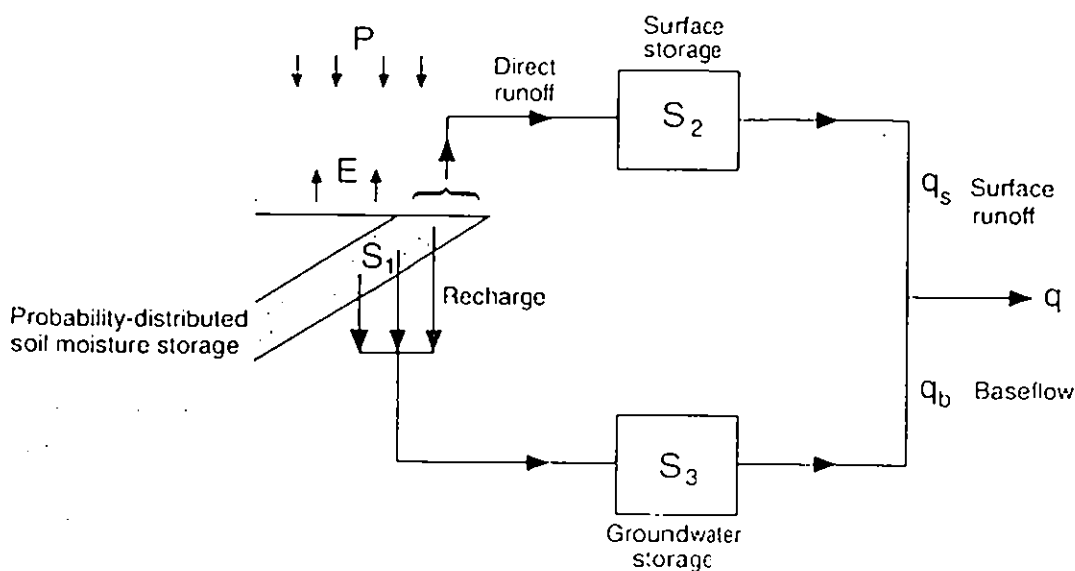 P
Direct
runoff
Surface
storage
S2
E
qs Surface
runoff
S1
Recharge
q
Probability-distributed
soil moisture storage
qb Baseflow
S3
Groundwater
storage